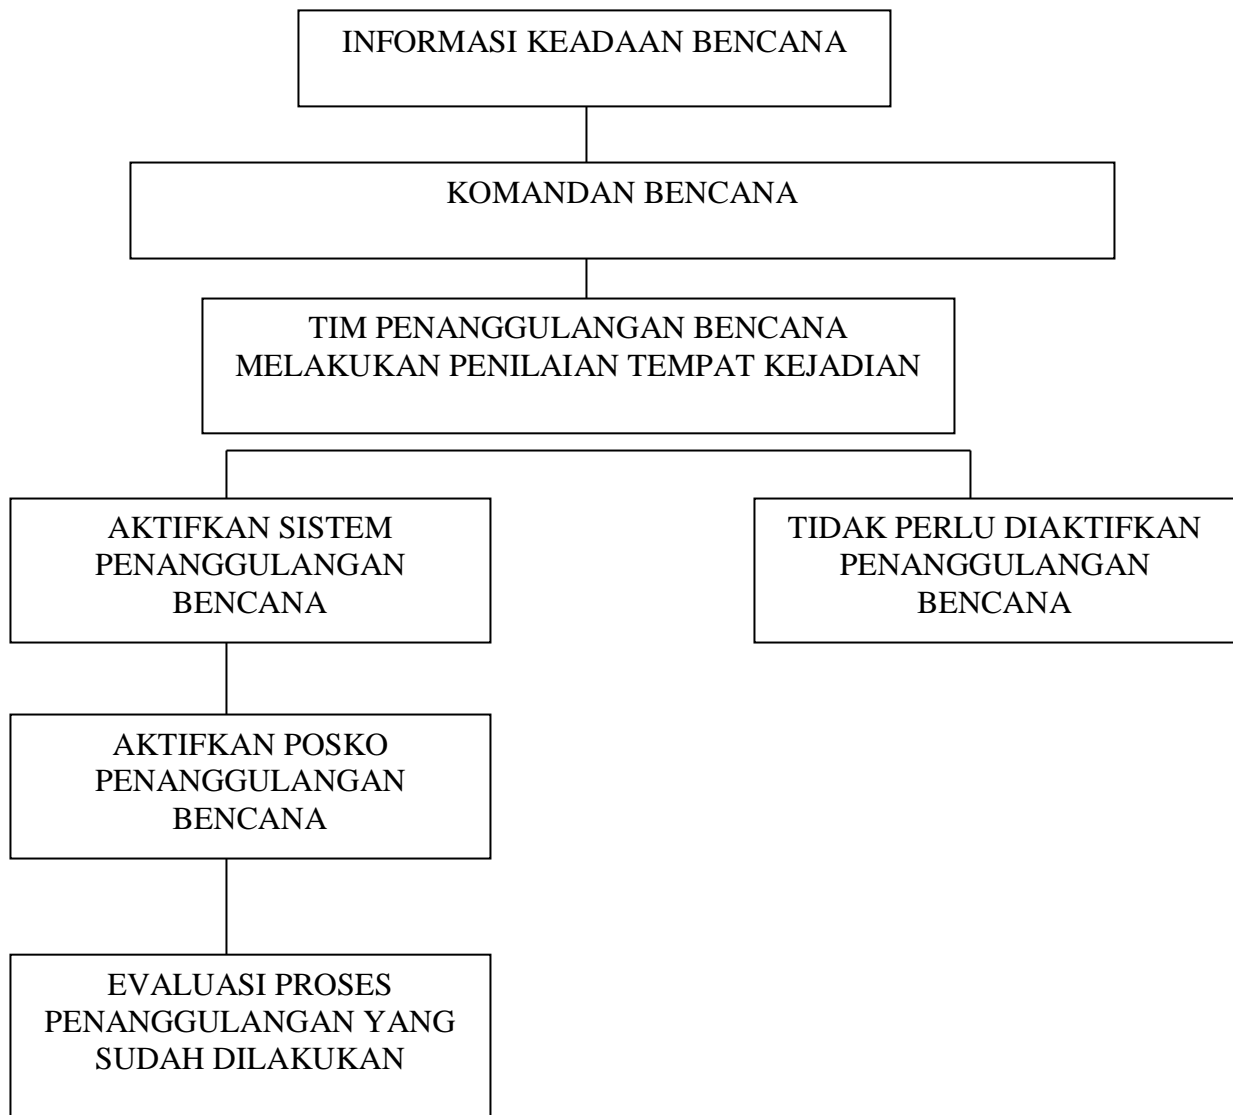 INFORMASI KEADAAN BENCANA
KOMANDAN BENCANA
TIM PENANGGULANGAN BENCANA
MELAKUKAN PENILAIAN TEMPAT KEJADIAN
AKTIFKAN SISTEM
PENANGGULANGAN
BENCANA
TIDAK PERLU DIAKTIFKAN
PENANGGULANGAN
BENCANA
AKTIFKAN POSKO
PENANGGULANGAN
BENCANA
EVALUASI PROSES
PENANGGULANGAN YANG
SUDAH DILAKUKAN